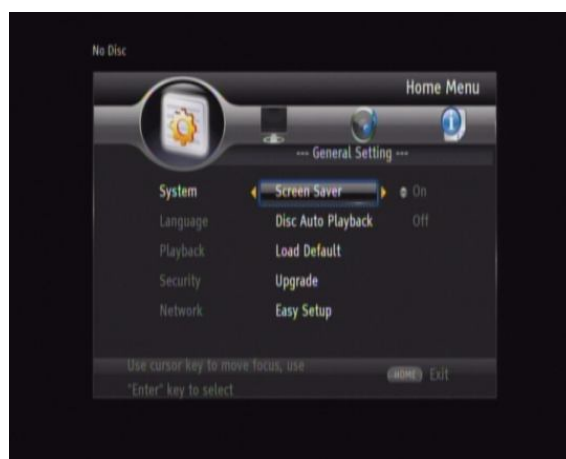 No Disc
Home Menu
--- General Setting ---
System
Screen Saver
On
Language
Disc Auto Playback
Off
Playback
Load Default
Security
Upgrade
Network
Easy Setup
Use cursor key to move focus, use
"Enter" key to select
HOME
Exit